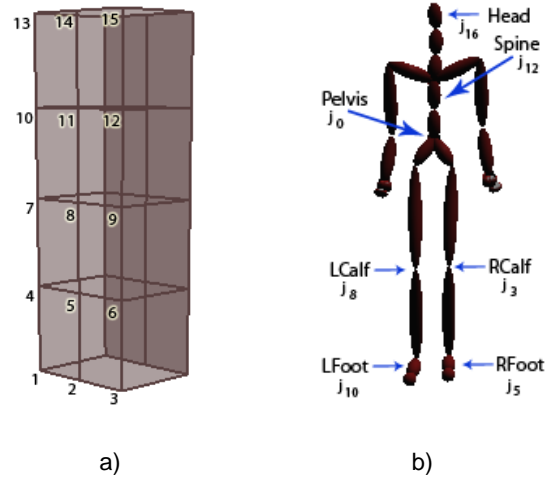 13 14 15
10 11 12
7 8 9
4 5 6
1 2 3
a)
Head
j16
Spine
j12
Pelvis
j0
LCalf
j8
RCalf
j3
LFoot
j10
RFoot
j5
b)